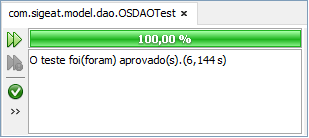 com.sigeat.model.dao.OSDAOTest ×
100,00 %
O teste foi(foram) aprovado(s).(6,144 s)
>>